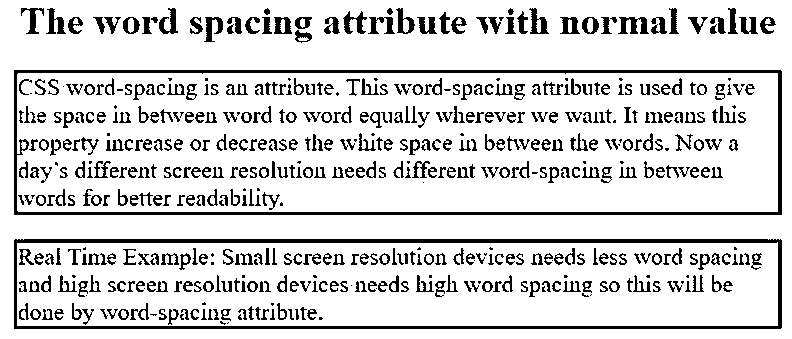 The word spacing attribute with normal value
CSS word-spacing is an attribute. This word-spacing attribute is used to give
the space in between word to word equally wherever we want. It means this
property increase or decrease the white space in between the words. Now a
day's different screen resolution needs different word-spacing in between
words for better readability.
Real Time Example: Small screen resolution devices needs less word spacing
and high screen resolution devices needs high word spacing so this will be
done by word-spacing attribute.